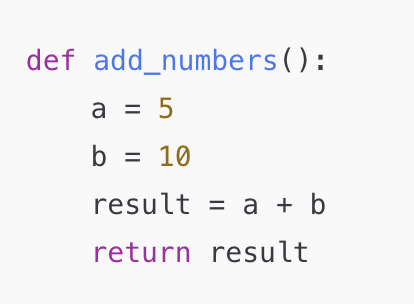 def add_numbers():
    a = 5
    b = 10
    result = a + b
    return result